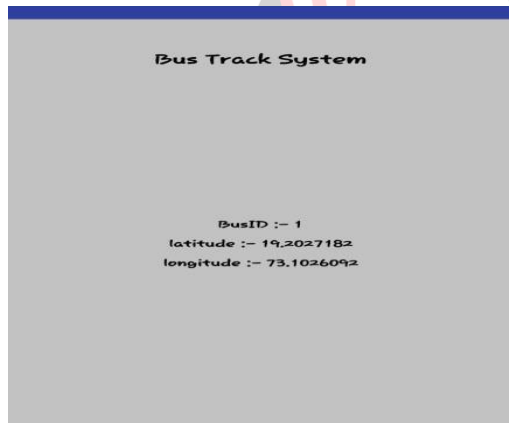 Bus Track System
BusID :- 1
latitude :- 19.2027182
longitude :- 73.1026092